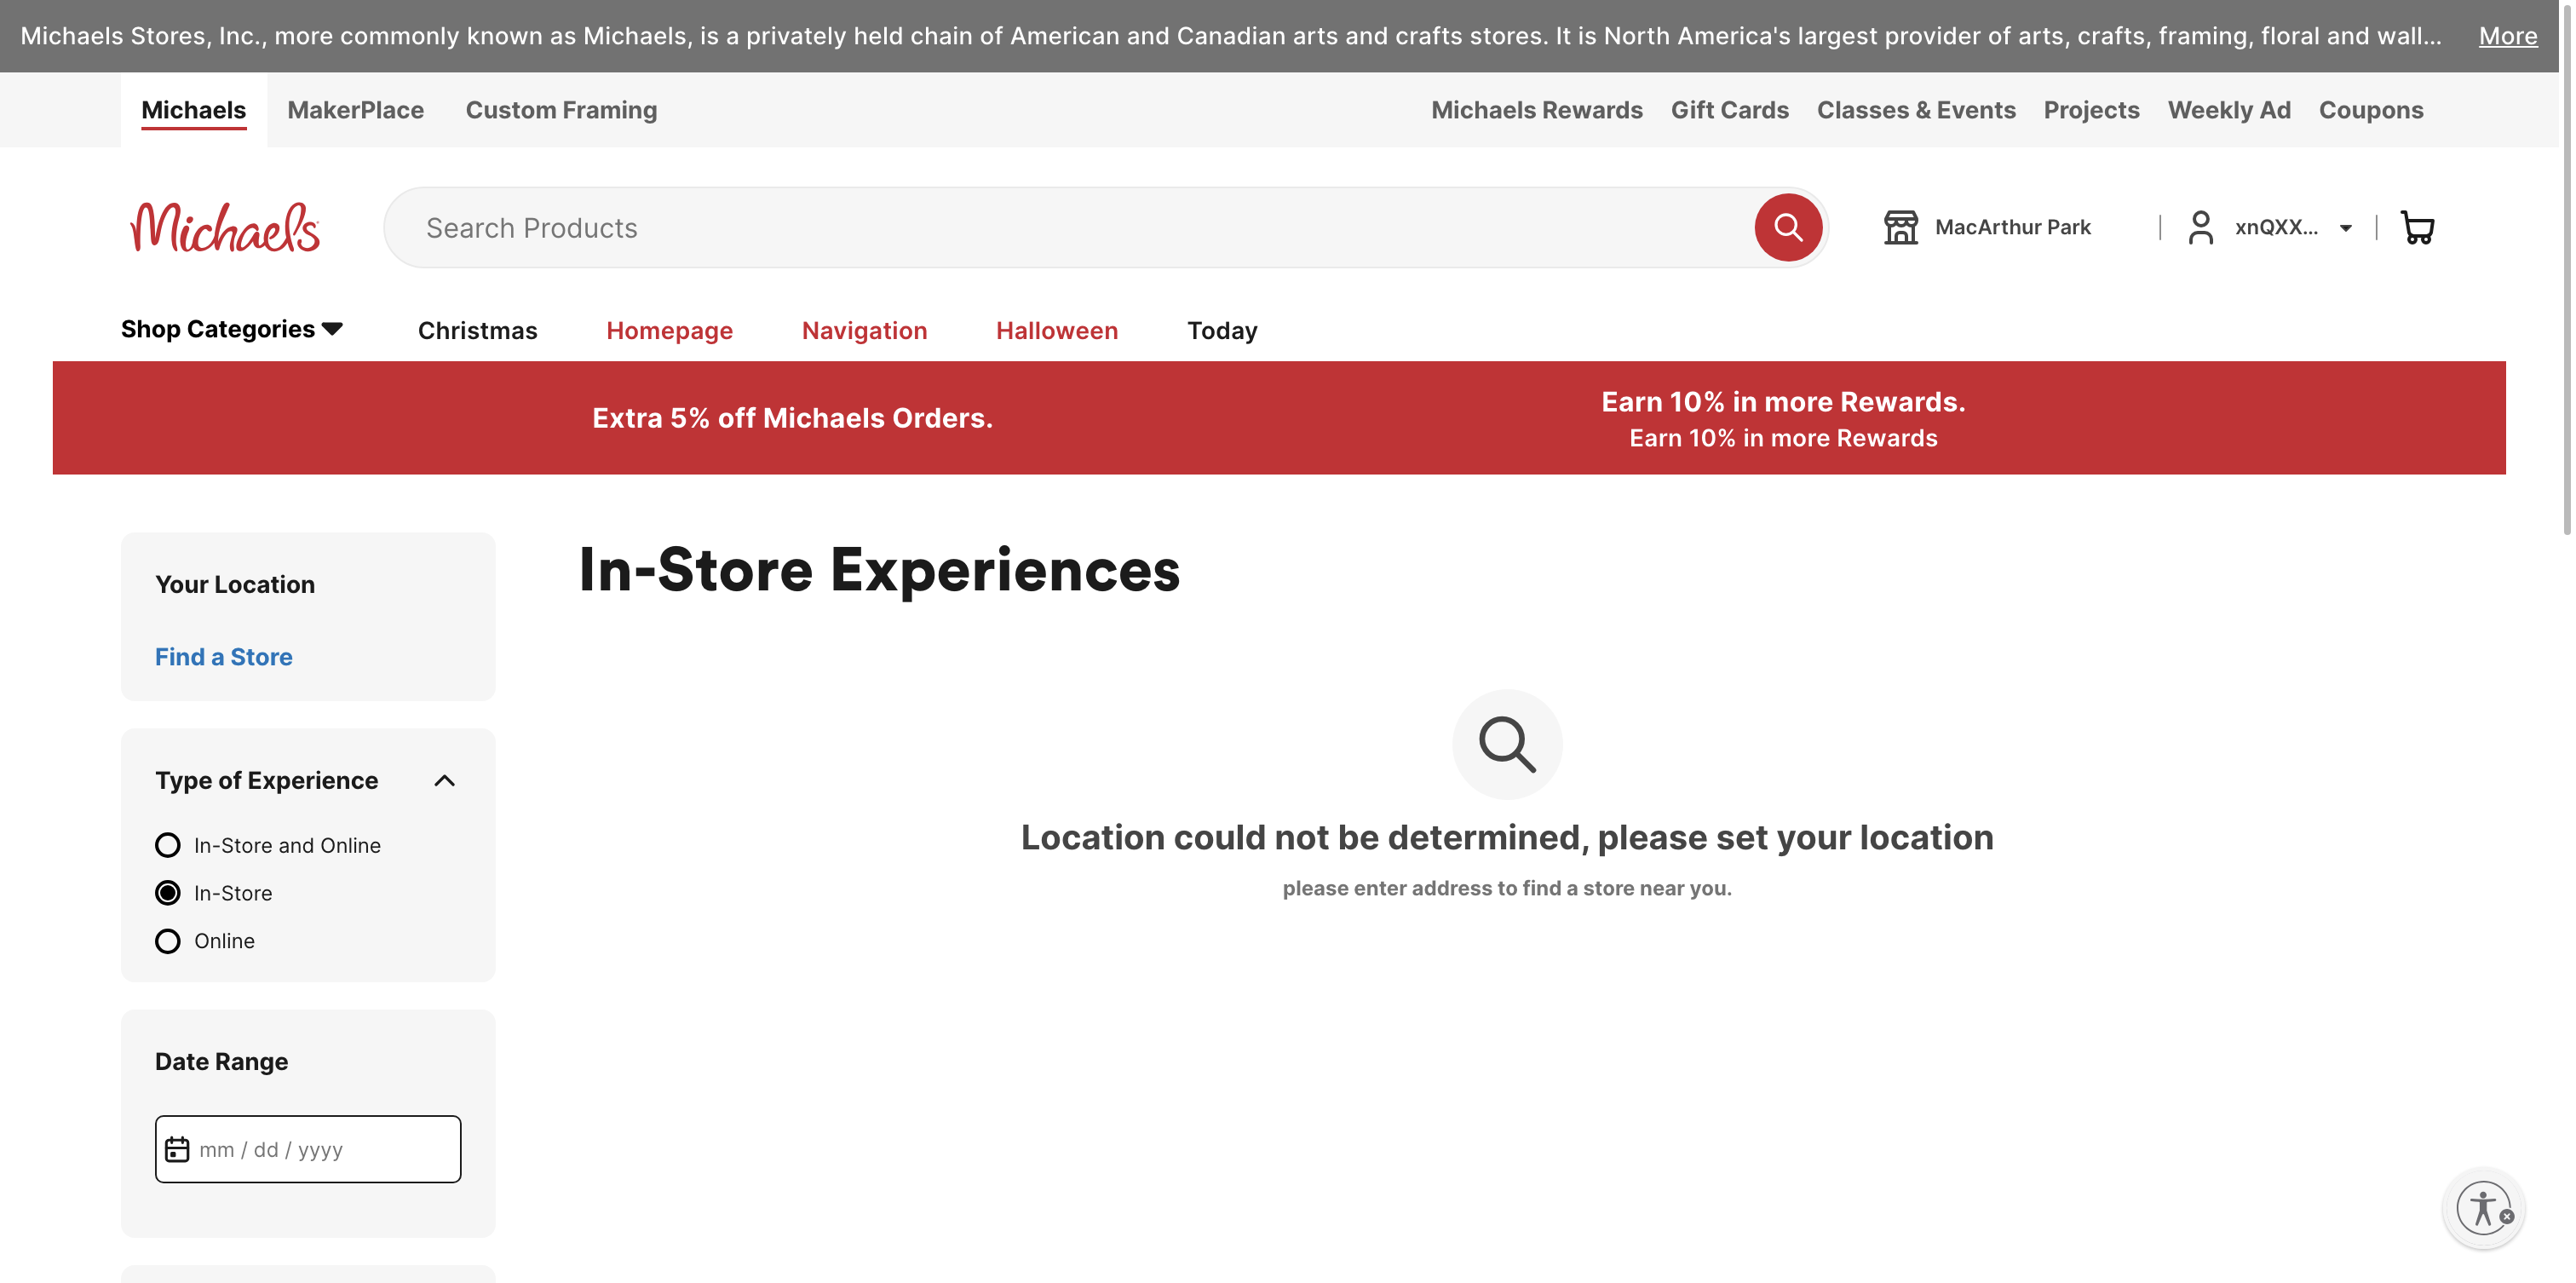 Michaels Stores, Inc., more commonly known as Michaels, is a privately held chain of American and Canadian arts and crafts stores. It is North America's largest provider of arts, crafts, framing, floral and wall... More
Michaels MakerPlace Custom Framing Michaels Rewards Gift Cards Classes & Events Projects Weekly Ad Coupons
Michaels Search Products MacArthur Park xnQXX...
Shop Categories Christmas Homepage Navigation Halloween Today
Extra 5% off Michaels Orders.
Earn 10% in more Rewards.
Earn 10% in more Rewards
Your Location
Find a Store
Type of Experience
In-Store and Online
In-Store
Online
Date Range
mm / dd / yyyy
In-Store Experiences
Location could not be determined, please set your location
please enter address to find a store near you.